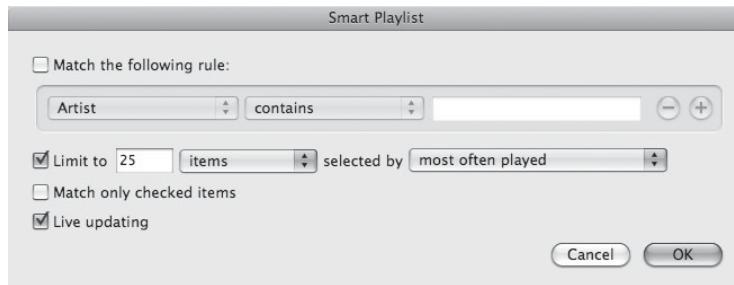 Smart Playlist
Match the following rule:
Artist contains
Limit to 25 items selected by most often played
Match only checked items
Live updating
Cancel OK